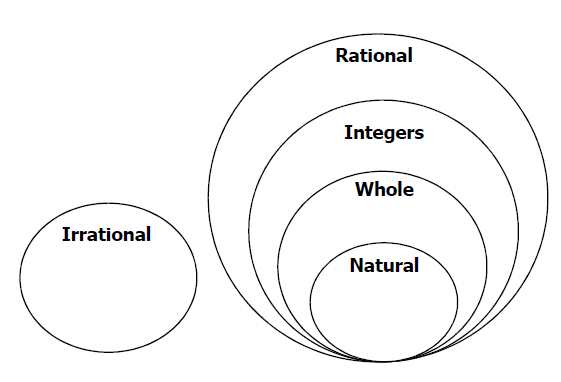 Rational
Integers
Whole
Irrational
Natural